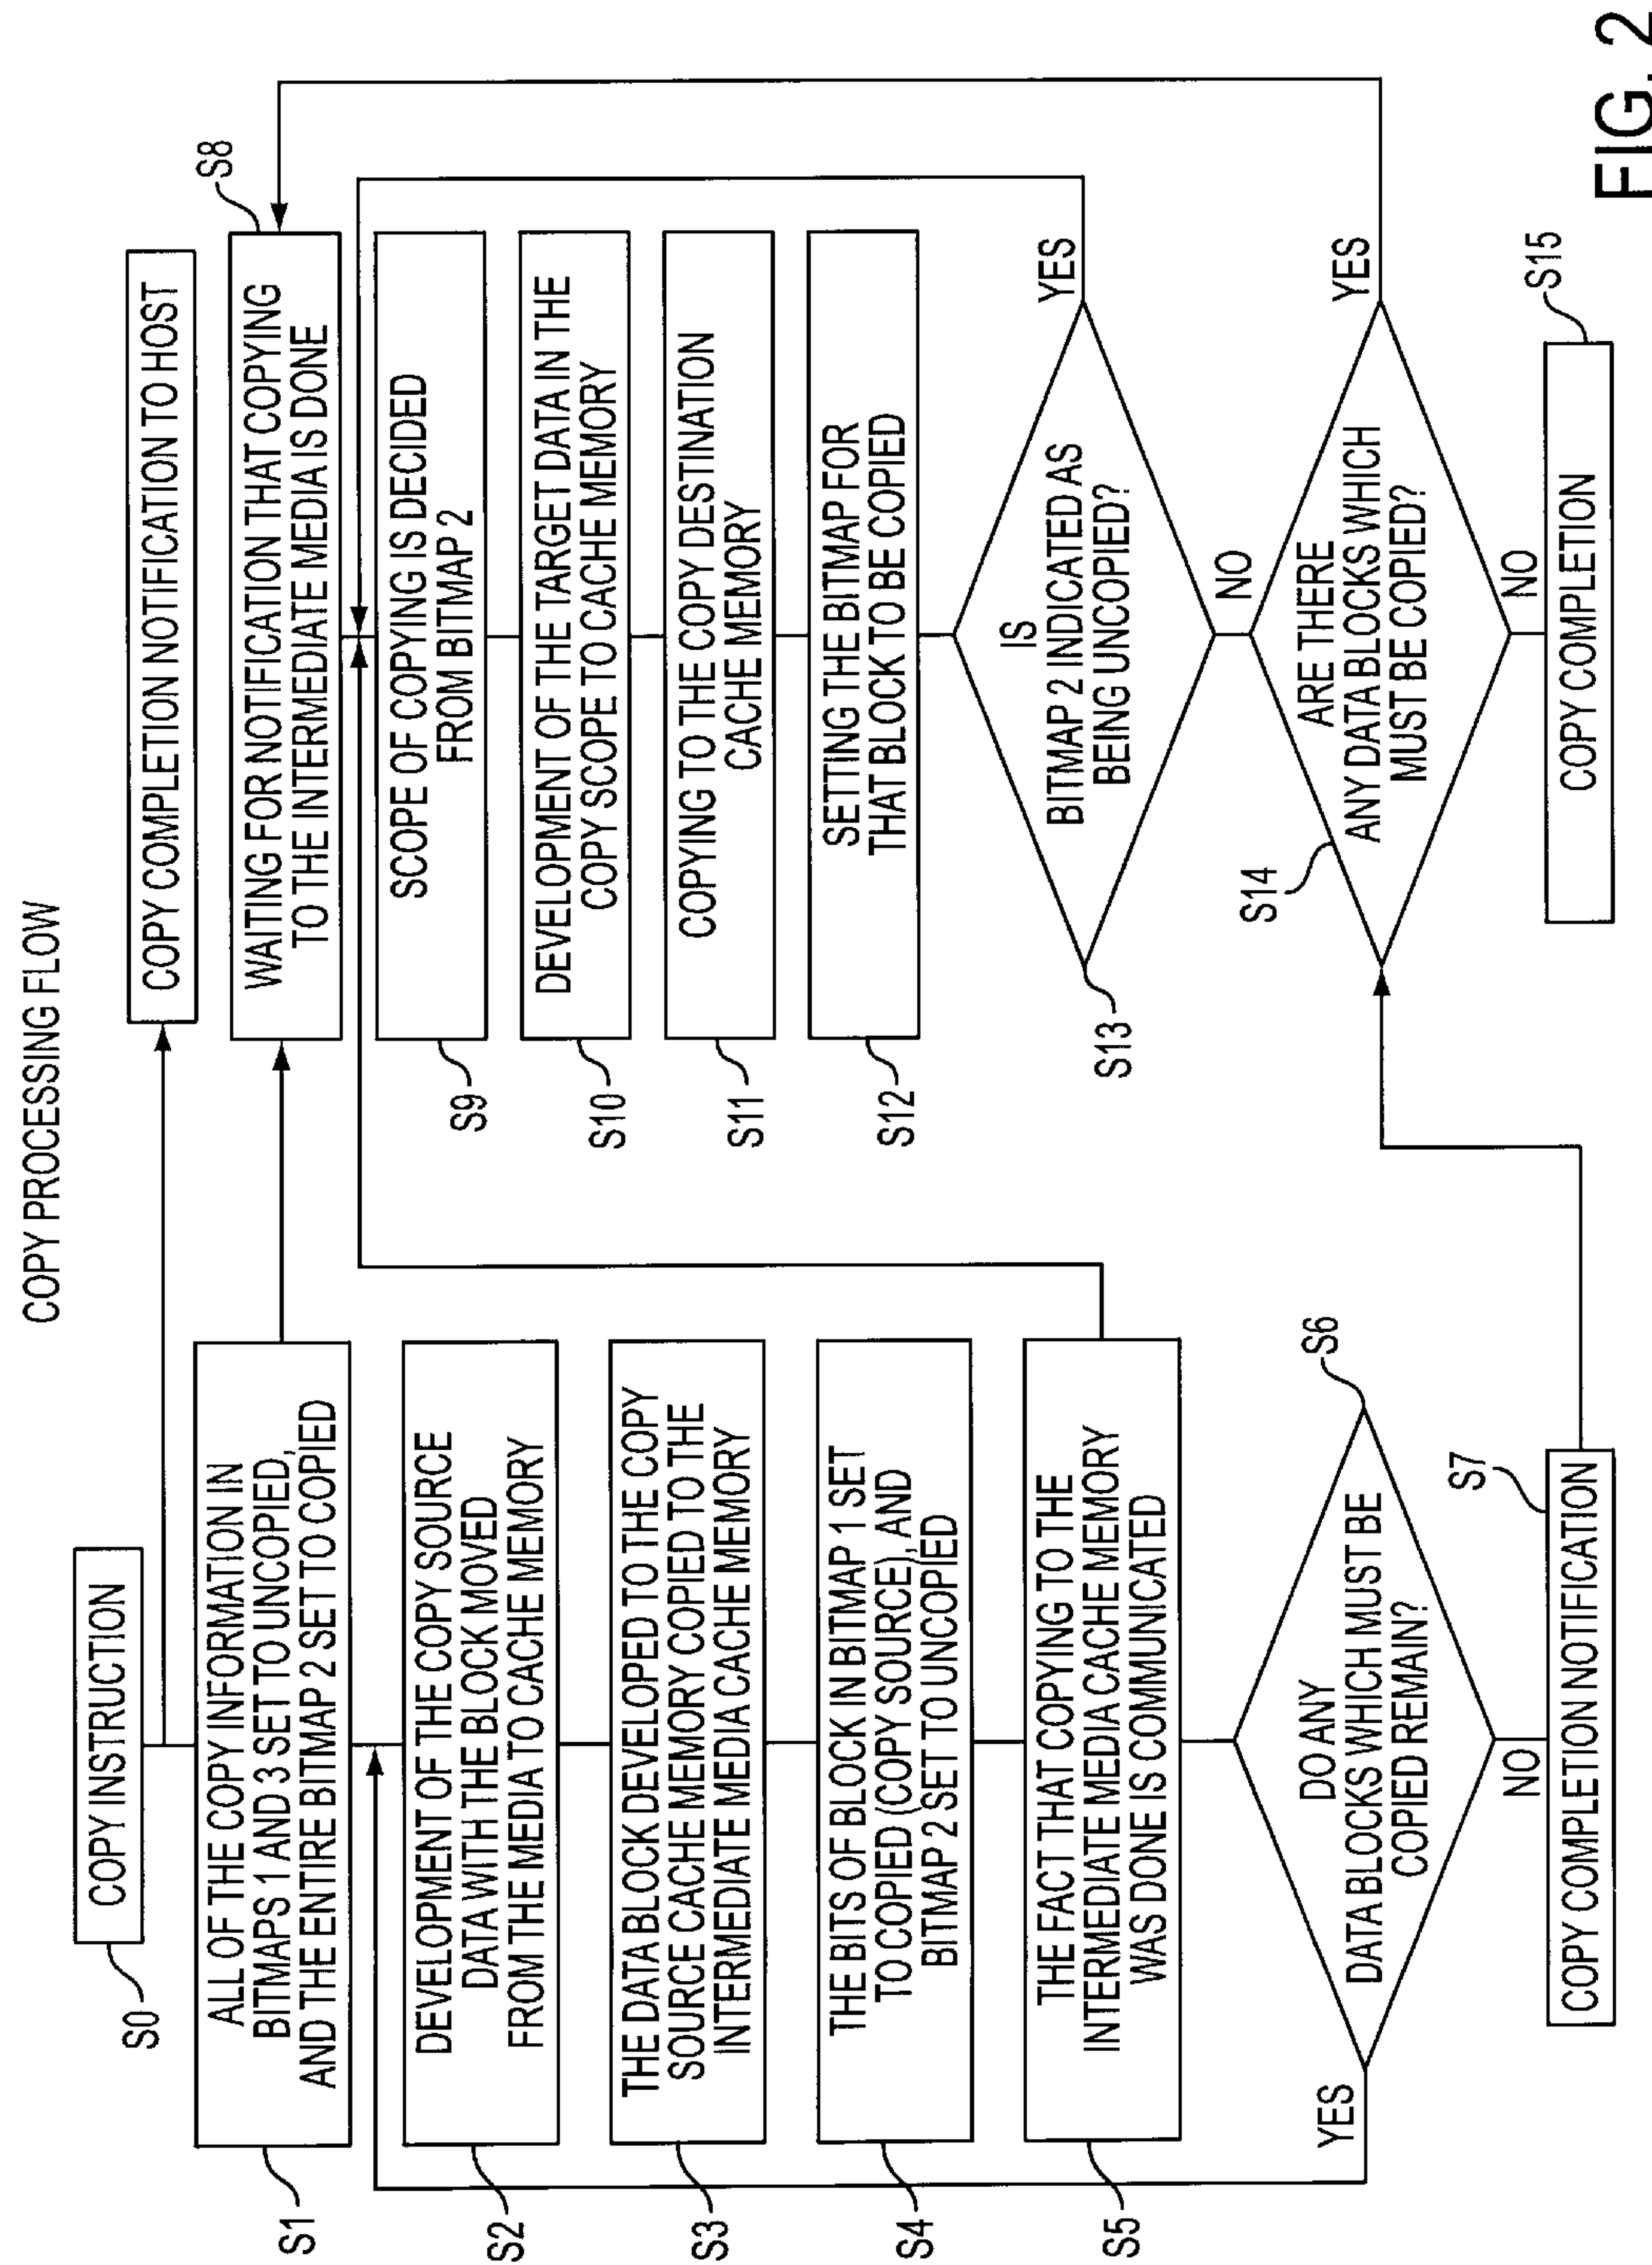 COPY PROCESSING FLOW
S0
COPY INSTRUCTION
S1
ALL OF THE COPY INFORMATION IN
BITMAPS 1 AND 3 SET TO UNCOPIED,
AND THE ENTIRE BITMAP 2 SET TO COPIED
S2
DEVELOPMENT OF THE COPY SOURCE
DATA WITH THE BLOCK MOVED
FROM THE MEDIA TO CACHE MEMORY
S3
THE DATA BLOCK DEVELOPED TO THE COPY
SOURCE CACHE MEMORY COPIED TO THE
INTERMEDIATE MEDIA CACHE MEMORY
S4
THE BITS OF BLOCK IN BITMAP 1 SET
TO COPIED (COPY SOURCE), AND
BITMAP 2 SET TO UNCOPIED
S5
THE FACT THAT COPYING TO THE
INTERMEDIATE MEDIA CACHE MEMORY
WAS DONE IS COMMUNICATED
S6
DO ANY
DATA BLOCKS WHICH MUST BE
COPIED REMAIN?
YES
NO
S7
COPY COMPLETION NOTIFICATION
COPY COMPLETION NOTIFICATION TO HOST
S8
WAITING FOR NOTIFICATION THAT COPYING
TO THE INTERMEDIATE MEDIA IS DONE
S9
SCOPE OF COPYING IS DECIDED
FROM BITMAP 2
S10
DEVELOPMENT OF THE TARGET DATA IN THE
COPY SCOPE TO CACHE MEMORY
S11
COPYING TO THE COPY DESTINATION
CACHE MEMORY
S12
SETTING THE BITMAP FOR
THAT BLOCK TO BE COPIED
S13
IS
BITMAP 2 INDICATED AS
BEING UNCOPIED?
YES
NO
S14
ARE THERE
ANY DATA BLOCKS WHICH
MUST BE COPIED?
YES
NO
S15
COPY COMPLETION
FIG. 2